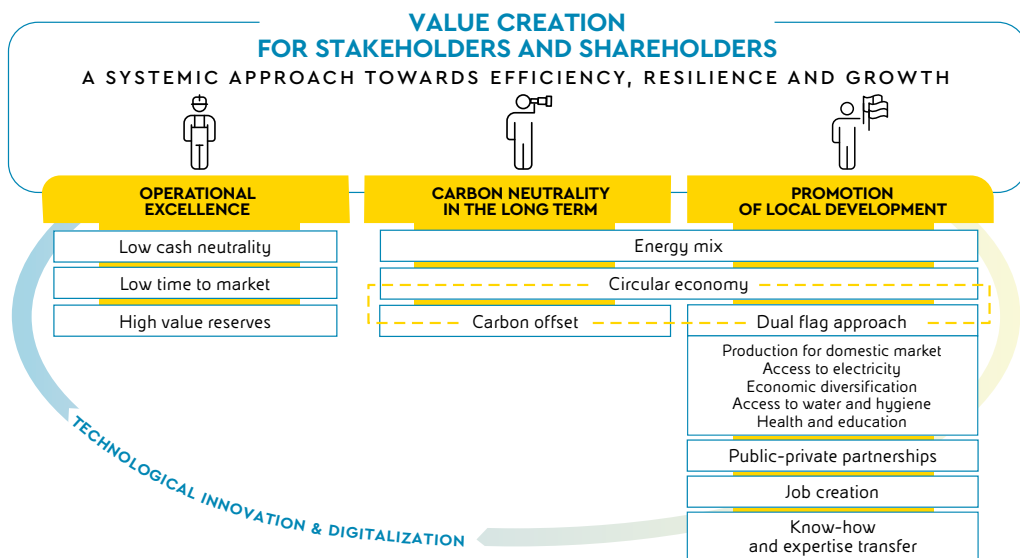 VALUE CREATION
FOR STAKEHOLDERS AND SHAREHOLDERS
A SYSTEMIC APPROACH TOWARDS EFFICIENCY, RESILIENCE AND GROWTH
OPERATIONAL
EXCELLENCE
Low cash neutrality
Low time to market
High value reserves
CARBON NEUTRALITY
IN THE LONG TERM
PROMOTION
OF LOCAL DEVELOPMENT
Energy mix
Circular economy
Carbon offset
Dual flag approach
Production for domestic market
Access to electricity
Economic diversification
Access to water and hygiene
Health and education
Public-private partnerships
Job creation
Know-how
and expertise transfer
TECHNOLOGICAL INNOVATION & DIGITALIZATION